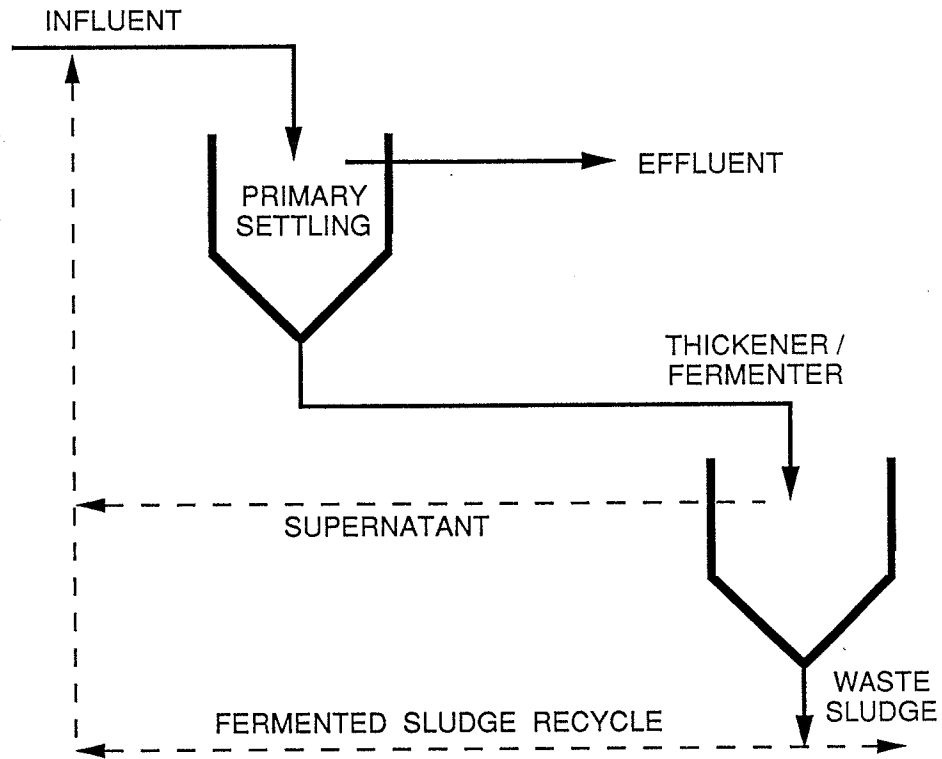 INFLUENT
EFFLUENT
PRIMARY
SETTLING
THICKENER /
FERMENTER
SUPERNATANT
WASTE
SLUDGE
FERMENTED SLUDGE RECYCLE